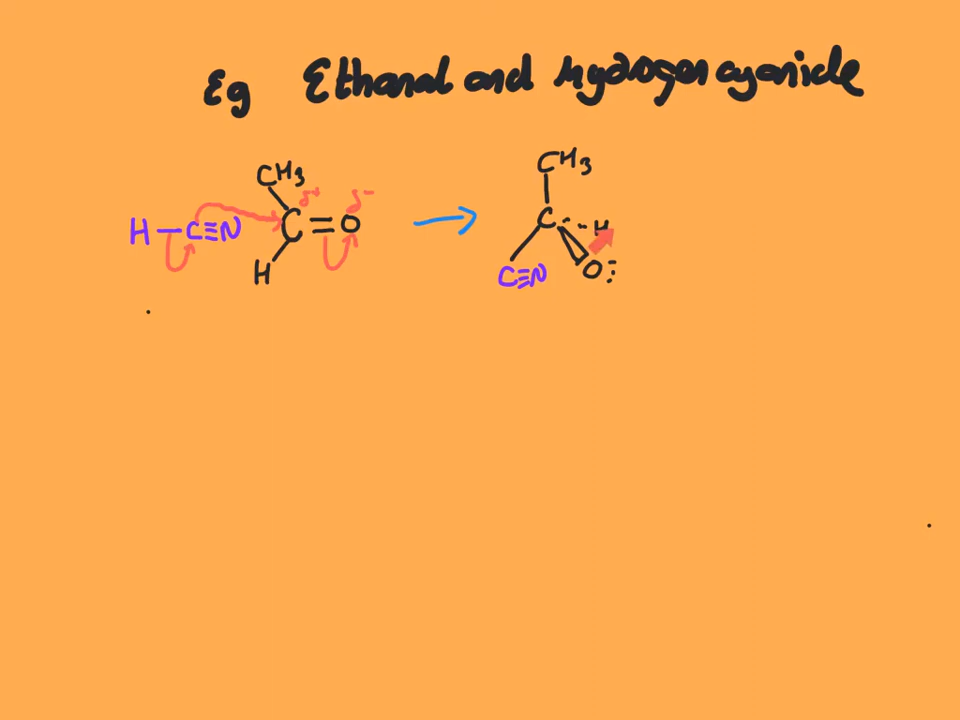 Eg Ethanal and Hydrogen cyanide
CH3 δ+ δ- CH3
H-C≡N C=O C H
H C≡N O